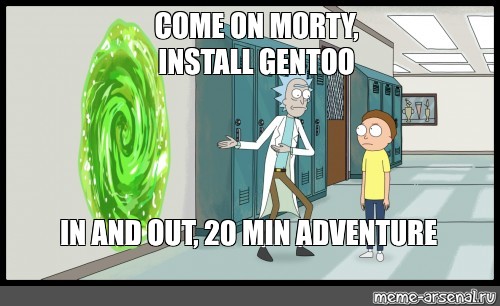 COME ON MORTY,
INSTALL GENTOO
IN AND OUT, 20 MIN ADVENTURE
meme-arsenal.ru